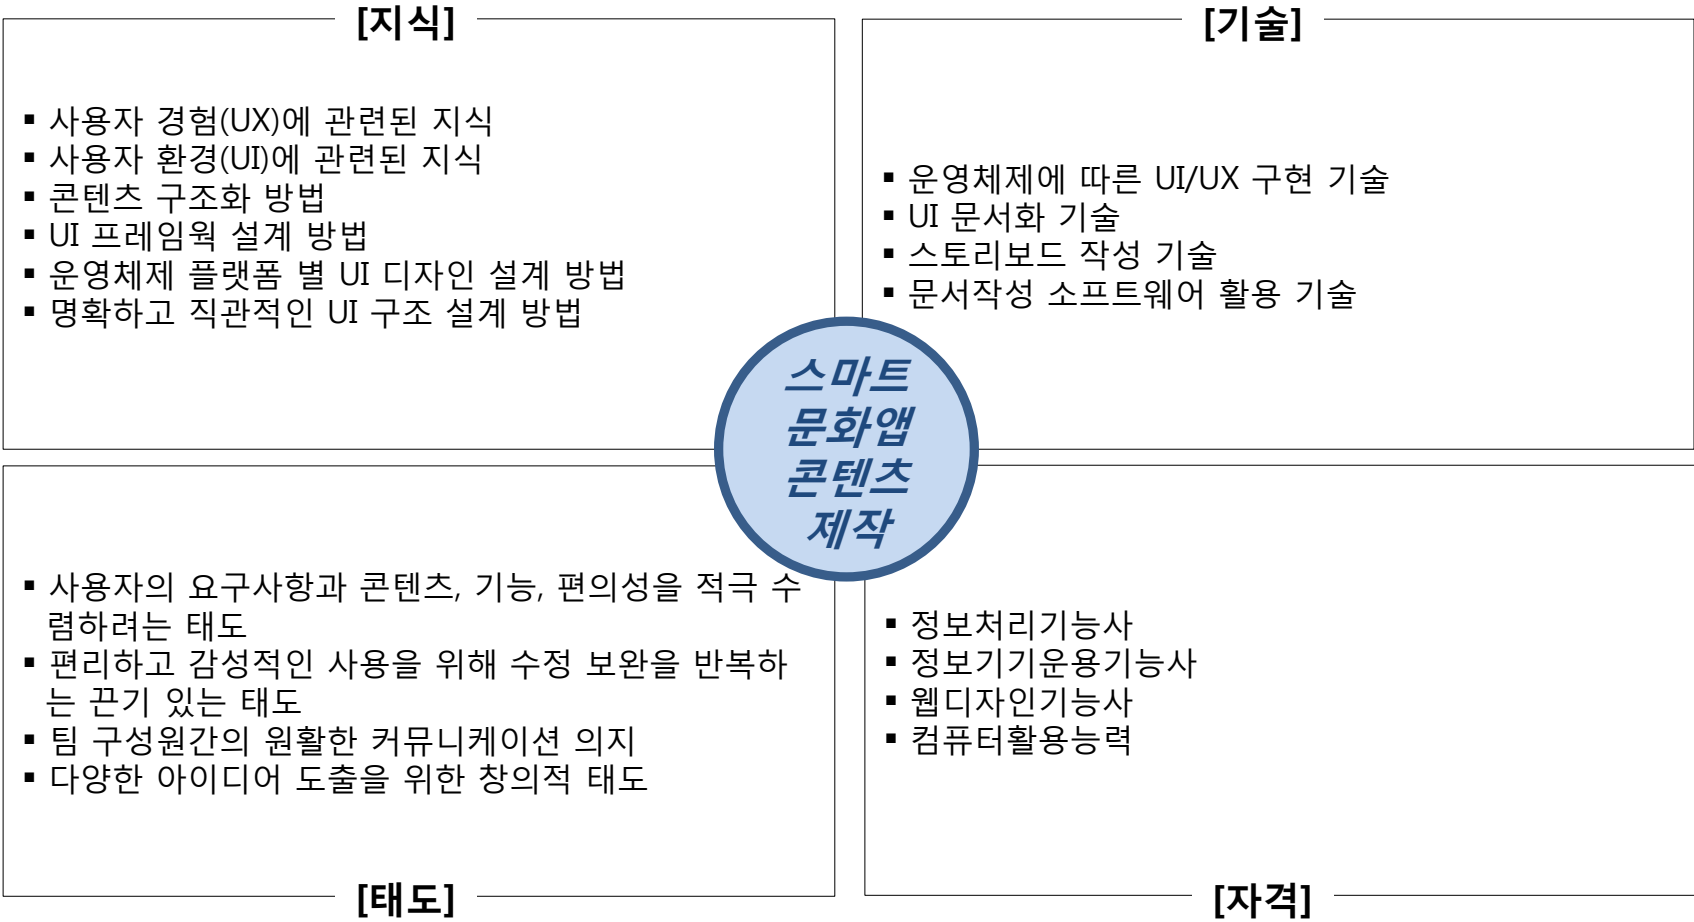 [지식]
▪ 사용자 경험(UX)에 관련된 지식
▪ 사용자 환경(UI)에 관련된 지식
▪ 콘텐츠 구조화 방법
▪ UI 프레임웍 설계 방법
▪ 운영체제 플랫폼 별 UI 디자인 설계 방법
▪ 명확하고 직관적인 UI 구조 설계 방법
[기술]
▪ 운영체제에 따른 UI/UX 구현 기술
▪ UI 문서화 기술
▪ 스토리보드 작성 기술
▪ 문서작성 소프트웨어 활용 기술
스마트
문화앱
콘텐츠
제작
▪ 사용자의 요구사항과 콘텐츠, 기능, 편의성을 적극 수
렴하려는 태도
▪ 편리하고 감성적인 사용을 위해 수정 보완을 반복하
는 끈기 있는 태도
▪ 팀 구성원간의 원활한 커뮤니케이션 의지
▪ 다양한 아이디어 도출을 위한 창의적 태도
[태도]
▪ 정보처리기능사
▪ 정보기기운용기능사
▪ 웹디자인기능사
▪ 컴퓨터활용능력
[자격]